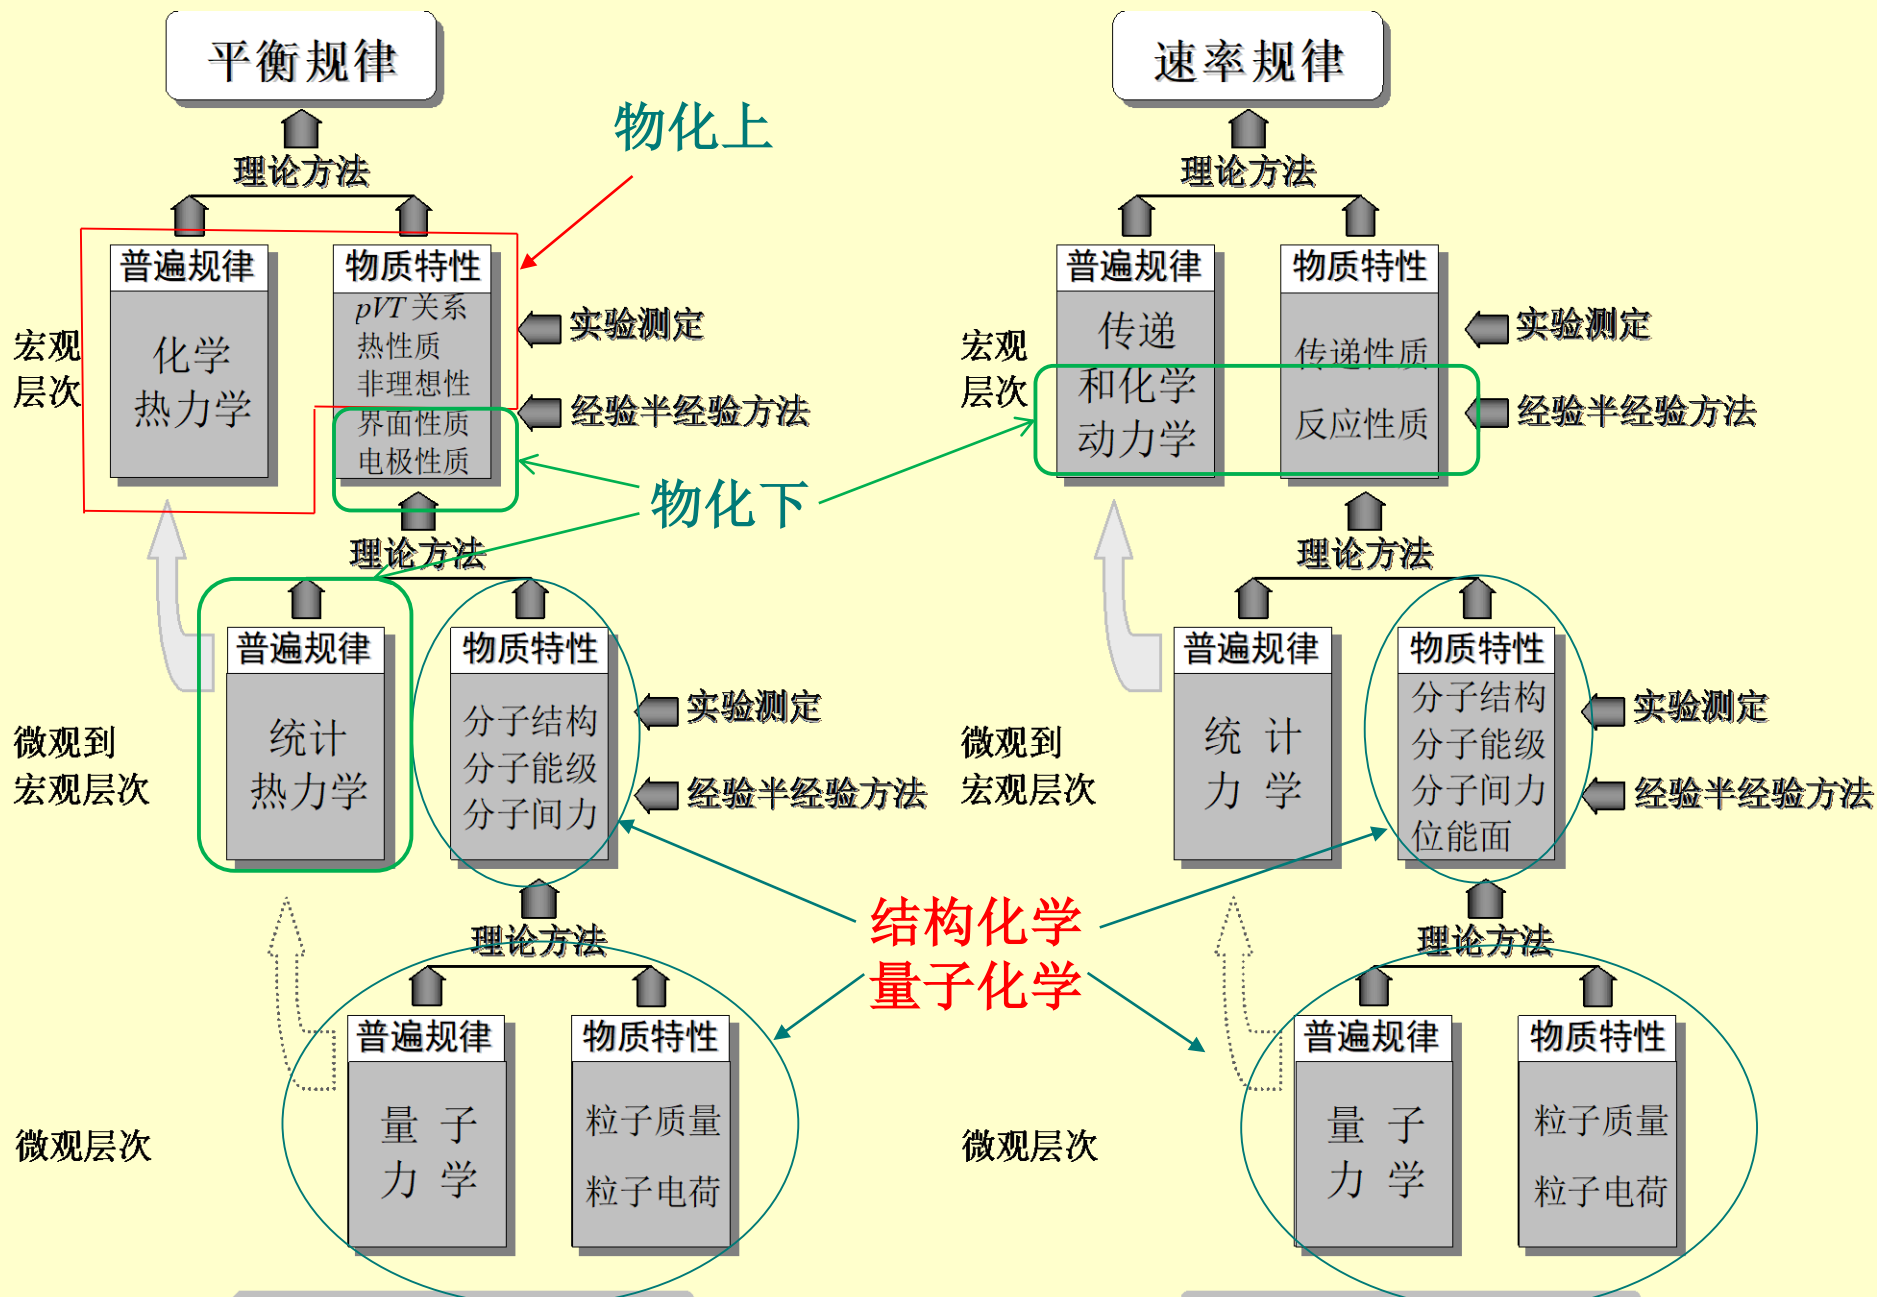 平衡规律
理论方法
普遍规律
化学
热力学
物质特性
pVT 关系
热性质
非理想性
界面性质
电极性质
宏观
层次
实验测定
经验半经验方法
物化上
物化下
理论方法
普遍规律
统计
热力学
物质特性
分子结构
分子能级
分子间力
微观到
宏观层次
实验测定
经验半经验方法
理论方法
普遍规律
量 子
力 学
物质特性
粒子质量
粒子电荷
微观层次
结构化学
量子化学
速率规律
理论方法
普遍规律
传递
和化学
动力学
物质特性
传递性质
反应性质
宏观
层次
实验测定
经验半经验方法
理论方法
普遍规律
统 计
力 学
物质特性
分子结构
分子能级
分子间力
位能面
微观到
宏观层次
实验测定
经验半经验方法
理论方法
普遍规律
量 子
力 学
物质特性
粒子质量
粒子电荷
微观层次